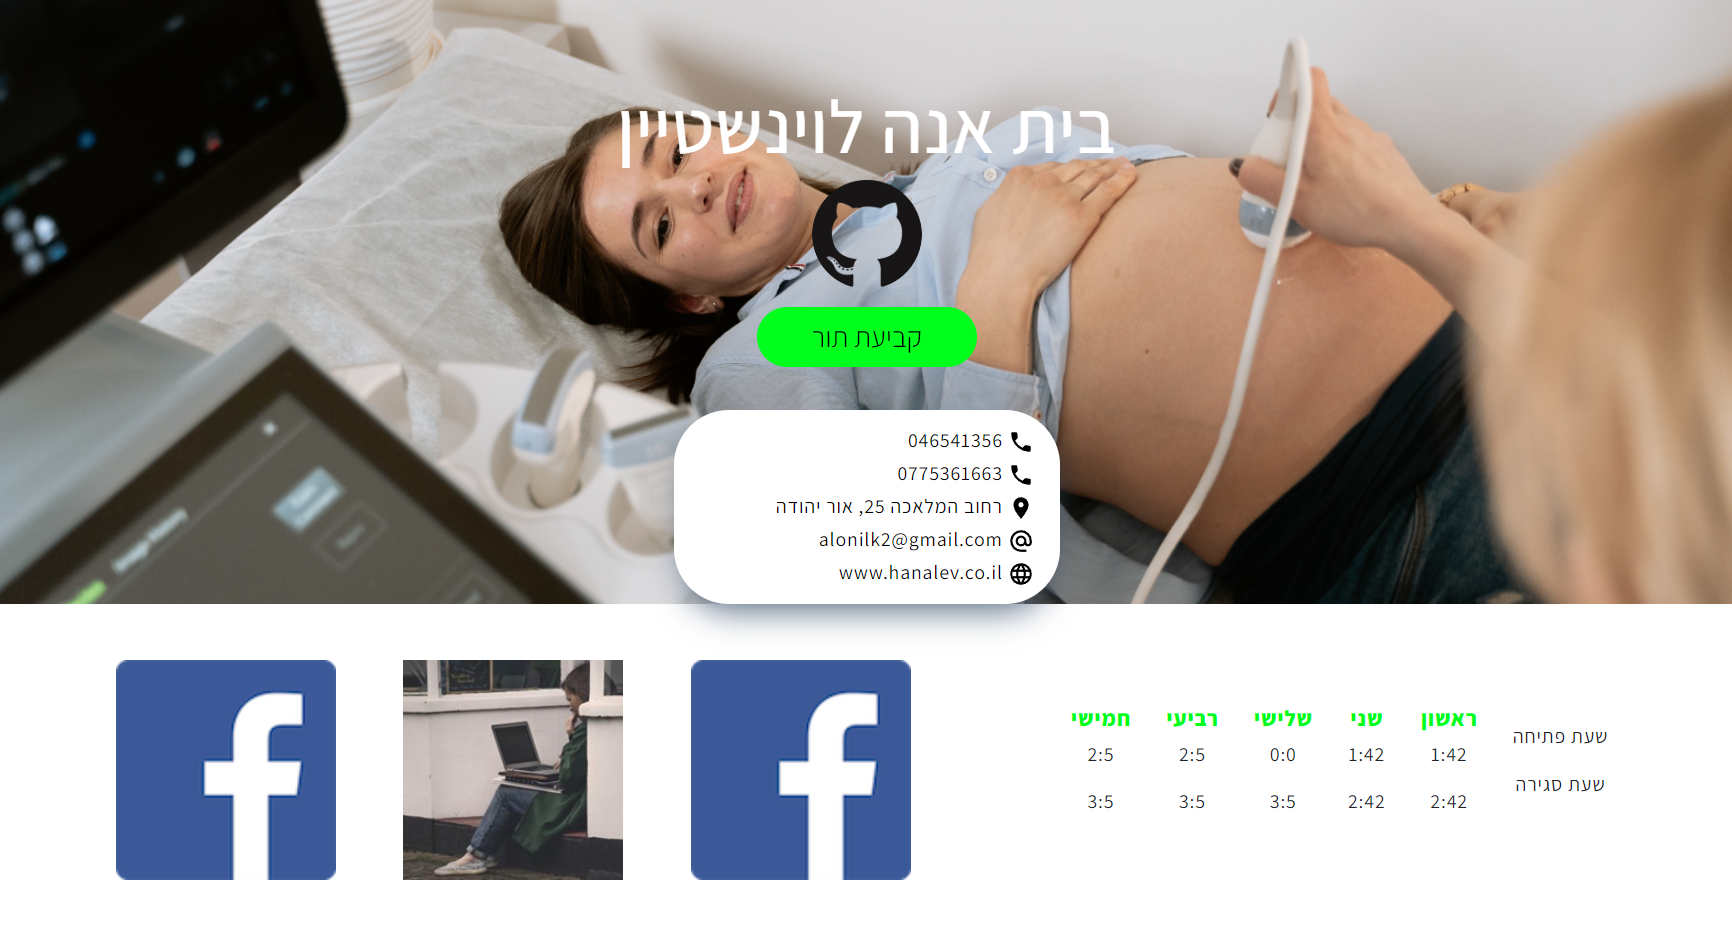 בית אנה לוינשטיין
קביעת תור
046541356
0775361663
רחוב המלאכה 25, אור יהודה
alonilk2@gmail.com
www.hanalev.co.il
ראשון שני שלישי רביעי חמישי
שעת פתיחה 1:42 1:42 0:0 2:5 2:5
שעת סגירה 2:42 2:42 3:5 3:5 3:5